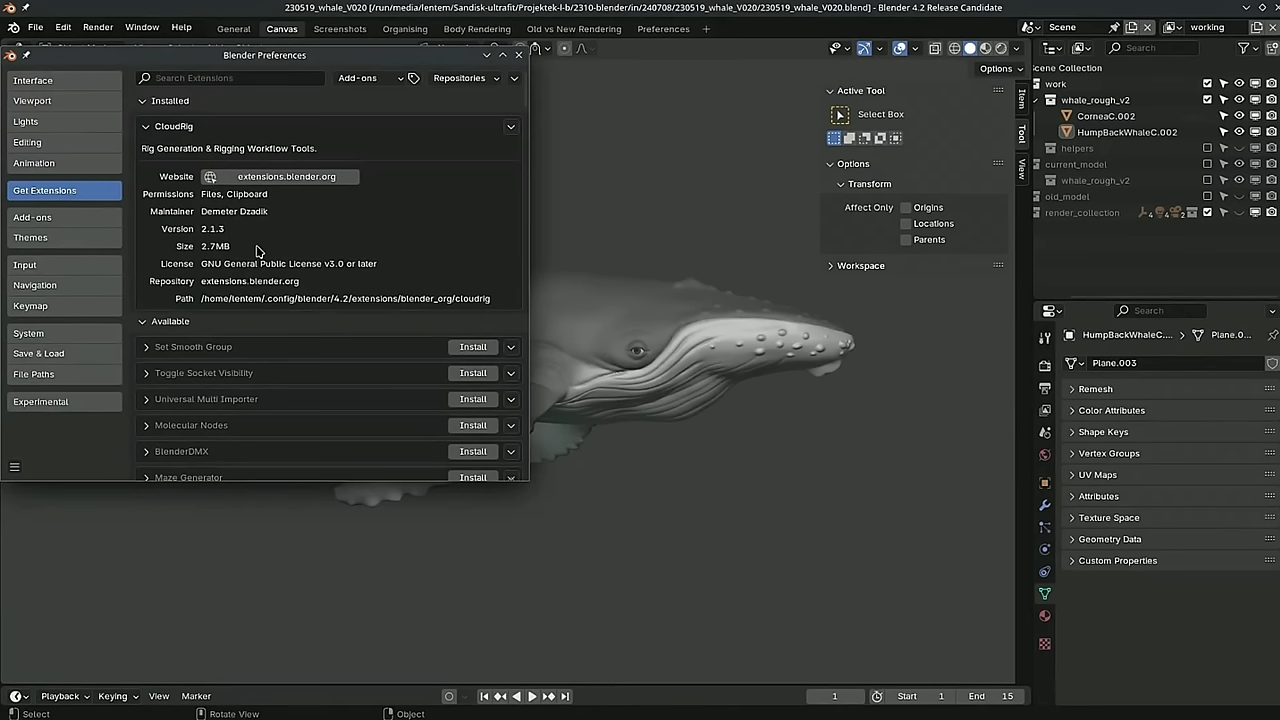 230519_whale_V020 [/run/media/lentem/Sandisk-ultrafit/Projektek-l-b/2310-blender/in/240708/230519_whale_V020/230519_whale_V020.blend] - Blender 4.2 Release Candidate
File Edit Render Window Help General Canvas Screenshots Organising Body Rendering Old vs New Rendering Preferences Scene working
Blender Preferences
Options
Search
Interface
Viewport
Lights
Editing
Animation
Get Extensions
Add-ons
Themes
Input
Navigation
Keymap
System
Save & Load
File Paths
Experimental
Search Extensions Add-ons Repositories
Installed
CloudRig
Rig Generation & Rigging Workflow Tools.
Website extensions.blender.org
Permissions Files, Clipboard
Maintainer Demeter Dzadik
Version 2.1.3
Size 2.7MB
License GNU General Public License v3.0 or later
Repository extensions.blender.org
Path /home/lentem/.config/blender/4.2/extensions/blender_org/cloudrig
Available
Set Smooth Group Install
Toggle Socket Visibility Install
Universal Multi Importer Install
Molecular Nodes Install
BlenderDMX Install
Maze Generator Install
Active Tool
Select Box
Options
Transform
Affect Only Origins
Locations
Parents
Workspace
Item
Tool
View
Scene Collection
work
whale_rough_v2
CorneaC.002
HumpBackWhaleC.002
helpers
current_model
whale_rough_v2
old_model
render_collection 4 4 2
Search
HumpBackWhaleC.... Plane.0...
Plane.003
Remesh
Color Attributes
Shape Keys
Vertex Groups
UV Maps
Attributes
Texture Space
Geometry Data
Custom Properties
Playback Keying View Marker 1 Start 1 End 15
Select Rotate View Object